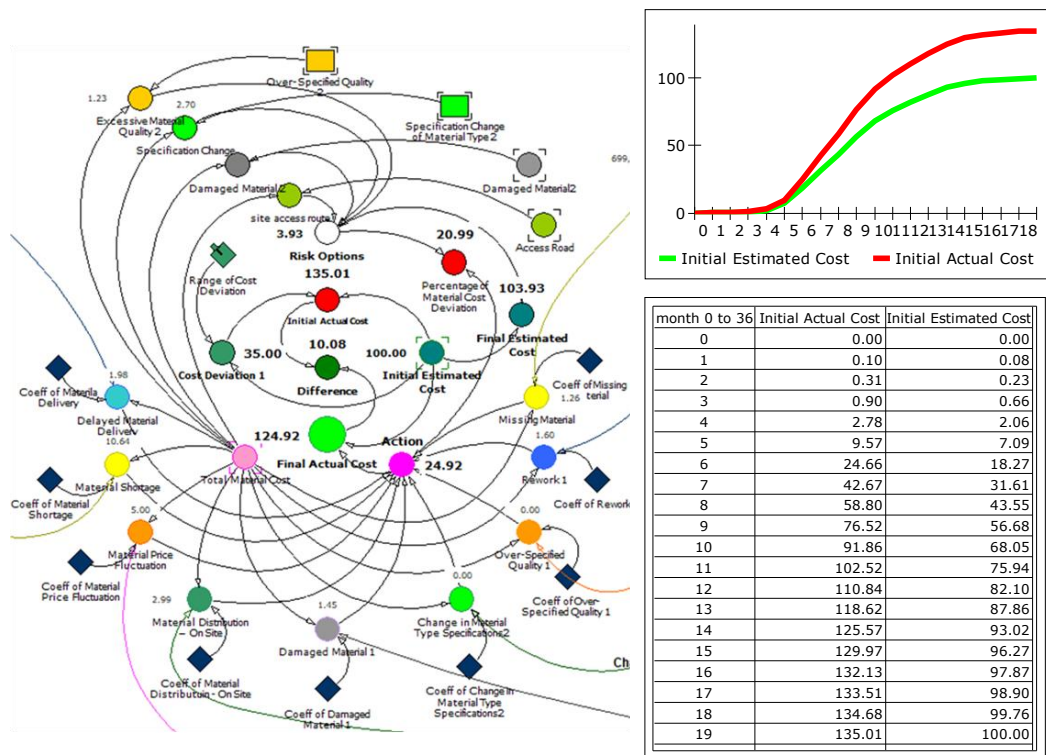 Over-Specified Quality
2
1.23
Excessive Material
Quality 2
2.70
Specification Change
Specification Change
of Material Type 2
Damaged Material 2
Damaged Material2
699,
site access route
3.93
Risk Options
Access Road
20.99
Percentage of
Material Cost
Deviation
Range of Cost
Deviation
135.01
Initial Actual Cost
103.93
Final Estimated
Cost
35.00
Cost Deviation 1
10.08
Difference
100.00
Initial Estimated
Cost
1.98
Coeff of Materila
Delivery
Delayed Material
Delivery
10.64
Coeff of Missing
terial
1.26
Missing Material
124.92
Final Actual Cost
Action
24.92
Total Material Cost
1.60
Rework 1
Material Shortage
Coeff of Material
Shortage
Coeff of Rework
5.00
Material Price
Fluctuation
0.00
Over-Specified
Quality 1
Coeff of Material
Price Fluctuation
Coeff of Over-
Specified Quality 1
2.99
Material Distribution
– On Site
1.45
Damaged Material 1
0.00
Change in Material
Type Specifications2
Ch
Coeff of Material
Distributuin - On Site
Coeff of Damaged
Material 1
Coeff of Change in
Material Type
Specifications2
100
50
0
0 1 2 3 4 5 6 7 8 9 10 11 12 13 14 15 16 17 18
Initial Estimated Cost Initial Actual Cost
month 0 to 36 Initial Actual Cost Initial Estimated Cost
0 0.00 0.00
1 0.10 0.08
2 0.31 0.23
3 0.90 0.66
4 2.78 2.06
5 9.57 7.09
6 24.66 18.27
7 42.67 31.61
8 58.80 43.55
9 76.52 56.68
10 91.86 68.05
11 102.52 75.94
12 110.84 82.10
13 118.62 87.86
14 125.57 93.02
15 129.97 96.27
16 132.13 97.87
17 133.51 98.90
18 134.68 99.76
19 135.01 100.00